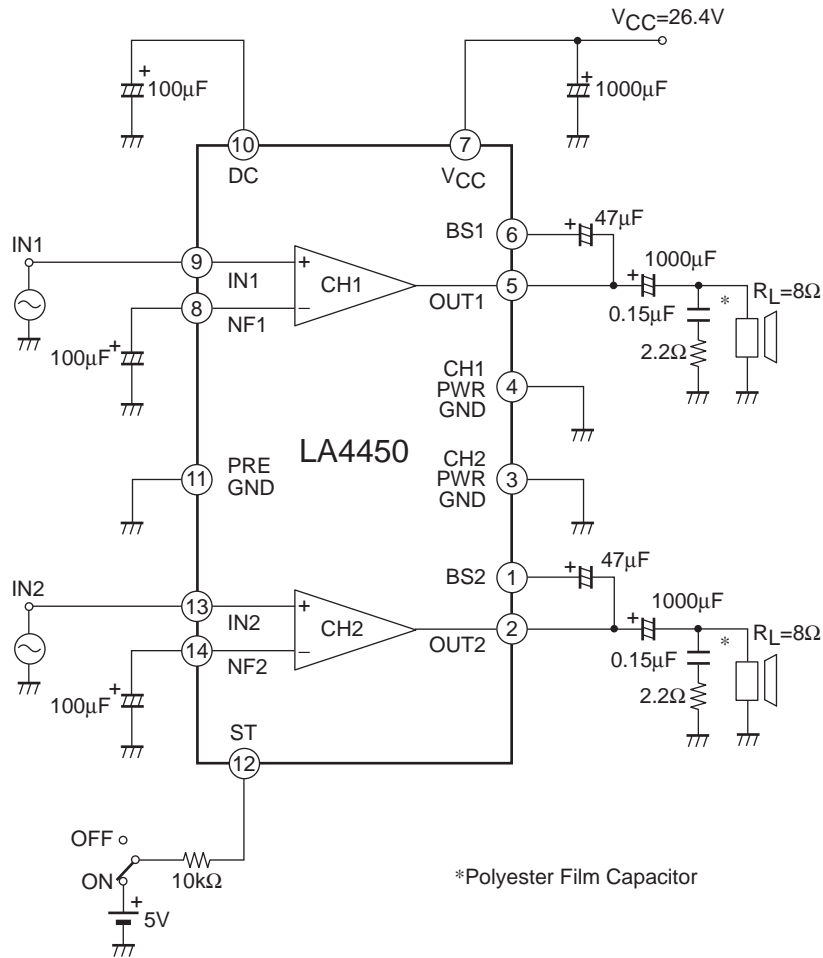 VCC=26.4V
100µF
1000µF
10
7
DC
VCC
BS1
6
47µF
IN1
9
IN1
CH1
OUT1
5
1000µF
RL=8Ω
*
0.15µF
8
NF1
2.2Ω
100µF
CH1
PWR
GND
4
LA4450
PRE
GND
11
CH2
PWR
GND
3
BS2
1
47µF
IN2
13
IN2
CH2
OUT2
2
1000µF
RL=8Ω
*
0.15µF
14
NF2
2.2Ω
100µF
ST
12
OFF
ON
10kΩ
5V
*Polyester Film Capacitor